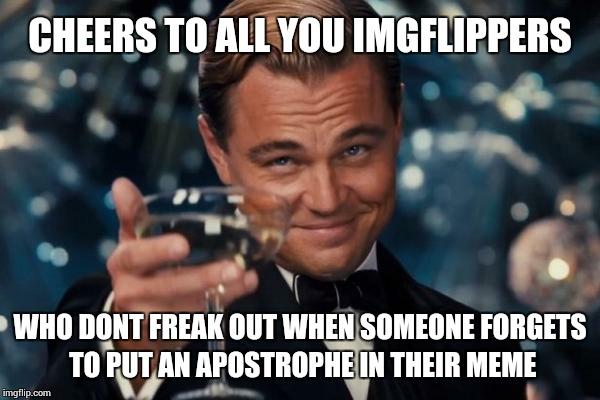 CHEERS TO ALL YOU IMGFLIPPERS
WHO DONT FREAK OUT WHEN SOMEONE FORGETS
TO PUT AN APOSTROPHE IN THEIR MEME
imgflip.com